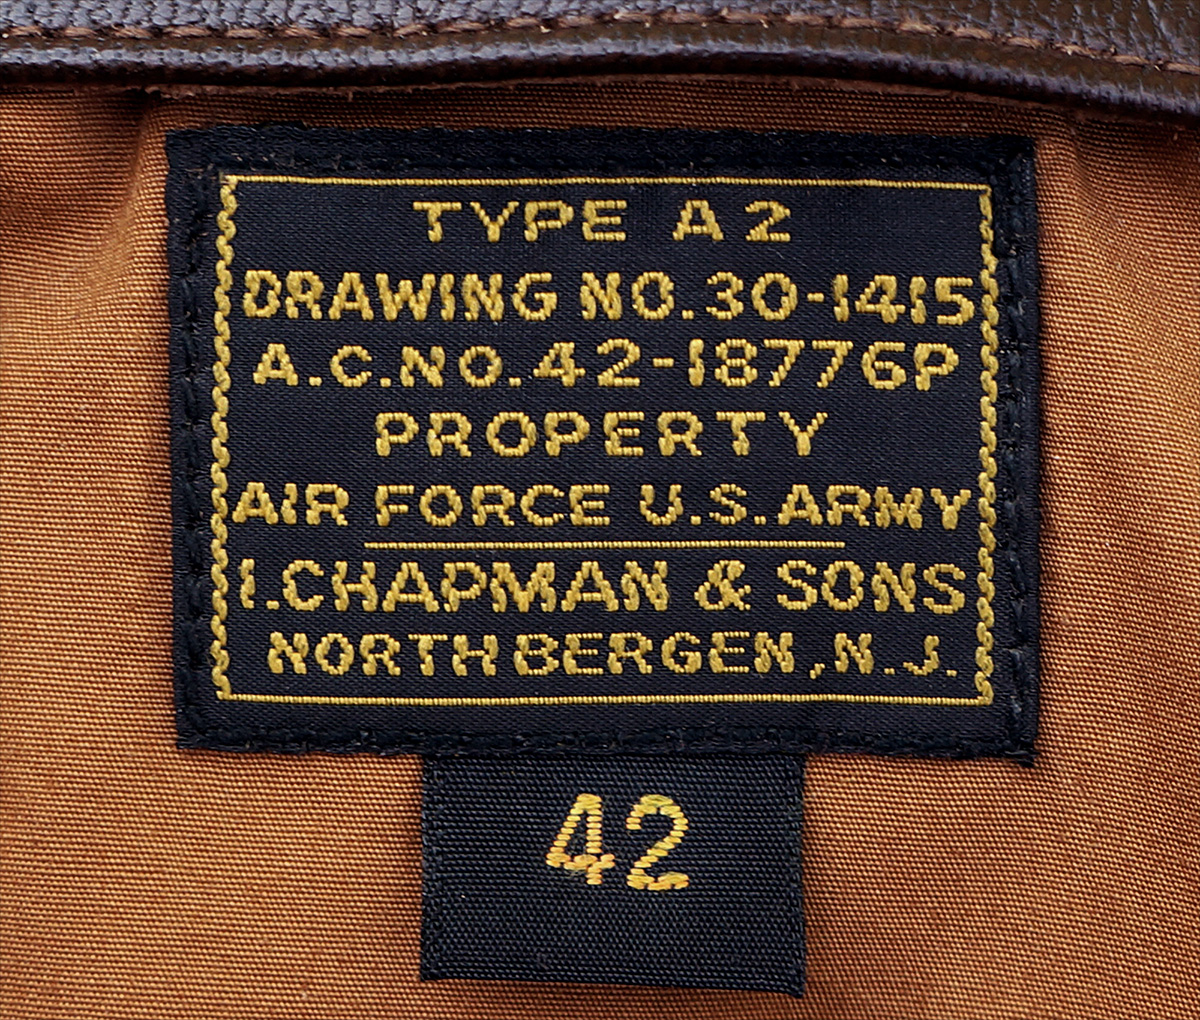 TYPE A2
DRAWING NO. 30-1415
A.C. NO. 42-18776P
PROPERTY
AIR FORCE U.S. ARMY
I. CHAPMAN & SONS
NORTH BERGEN, N.J.
42